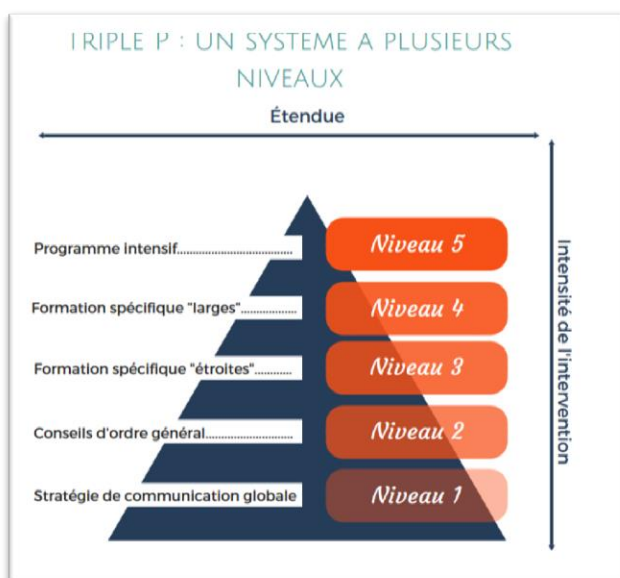 TRIPLE P : UN SYSTEME A PLUSIEURS
NIVEAUX
Étendue
Programme intensif..................................
Niveau 5
Formation spécifique "larges".................
Niveau 4
Formation spécifique "étroites"............
Niveau 3
Conseils d'ordre général..........................
Niveau 2
Stratégie de communication globale
Niveau 1
Intensité de l'intervention